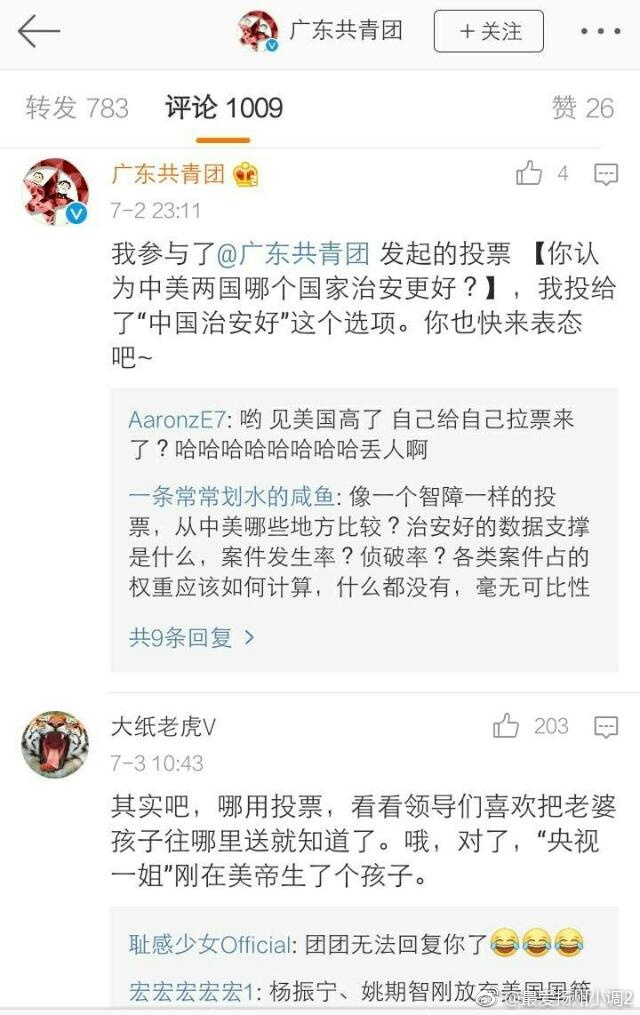 广东共青团
+关注
转发 783 评论 1009 赞 26
广东共青团
4
7-2 23:11
我参与了@广东共青团 发起的投票 【你认
为中美两国哪个国家治安更好？】，我投给
了“中国治安好”这个选项。你也快来表态
吧~
AaronzE7: 哟 见美国高了 自己给自己拉票来
了？哈哈哈哈哈哈哈哈丢人啊
一条常常划水的咸鱼: 像一个智障一样的投
票，从中美哪些地方比较？治安好的数据支撑
是什么，案件发生率？侦破率？各类案件占的
权重应该如何计算，什么都没有，毫无可比性
共9条回复 >
大纸老虎V
203
7-3 10:43
其实吧，哪用投票，看看领导们喜欢把老婆
孩子往哪里送就知道了。哦，对了，“央视
一姐”刚在美帝生了个孩子。
耻感少女Official: 团团无法回复你了😂😂😂
宏宏宏宏宏1: 杨振宁、姚期智刚放弃美国国籍
@最爱扬州小调2